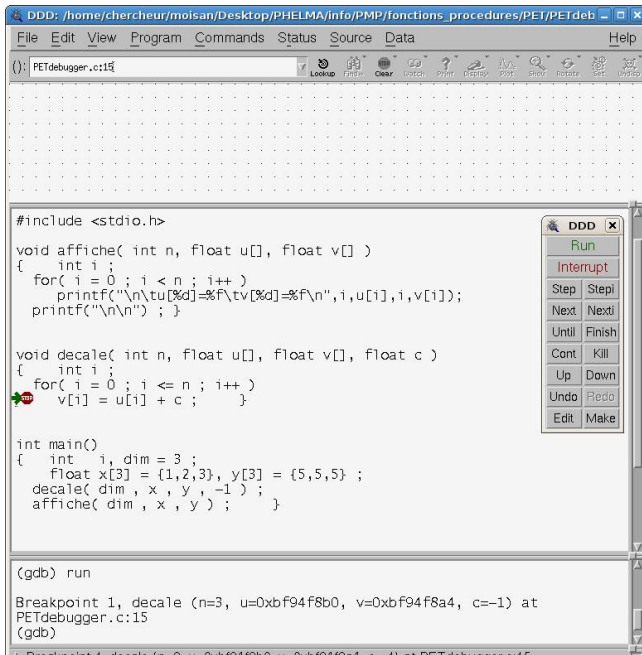 DDD: /home/chercheur/moisan/Desktop/PHELMA/info/PMP/fonctions_procedures/PET/PETdeb
File Edit View Program Commands Status Source Data Help
(): PETdebugger.c:15
Lookup Find» Clear Watch Print Display Plot Show Rotate Set Undisp
#include <stdio.h>
void affiche( int n, float u[], float v[] )
{ int i ;
for( i = 0 ; i < n ; i++ )
printf("\n\tu[%d]=%f\tv[%d]=%f\n",i,u[i],i,v[i]);
printf("\n\n") ; }
void decale( int n, float u[], float v[], float c )
{ int i ;
for( i = 0 ; i <= n ; i++ )
STOP v[i] = u[i] + c ; }
int main()
{ int i, dim = 3 ;
float x[3] = {1,2,3}, y[3] = {5,5,5} ;
decale( dim , x , y , -1 ) ;
affiche( dim , x , y ) ; }
DDD
Run
Interrupt
Step Stepi
Next Nexti
Until Finish
Cont Kill
Up Down
Undo Redo
Edit Make
(gdb) run
Breakpoint 1, decale (n=3, u=0xbf94f8b0, v=0xbf94f8a4, c=-1) at
PETdebugger.c:15
(gdb)